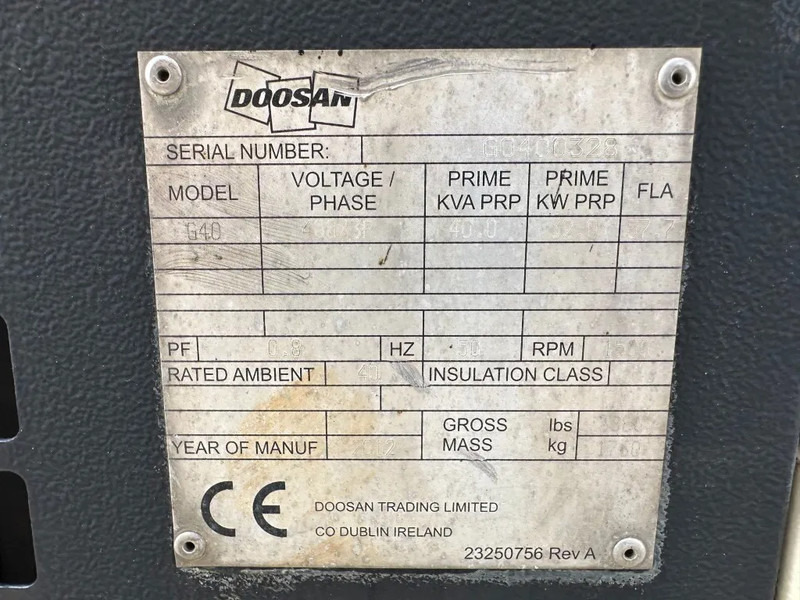 DOOSAN
SERIAL NUMBER:
MODEL VOLTAGE / PHASE PRIME KVA PRP PRIME KW PRP FLA
G40 40.0
PF 0.8 HZ RPM
RATED AMBIENT INSULATION CLASS
GROSS MASS lbs
YEAR OF MANUF kg
CE DOOSAN TRADING LIMITED
CO DUBLIN IRELAND
23250756 Rev A